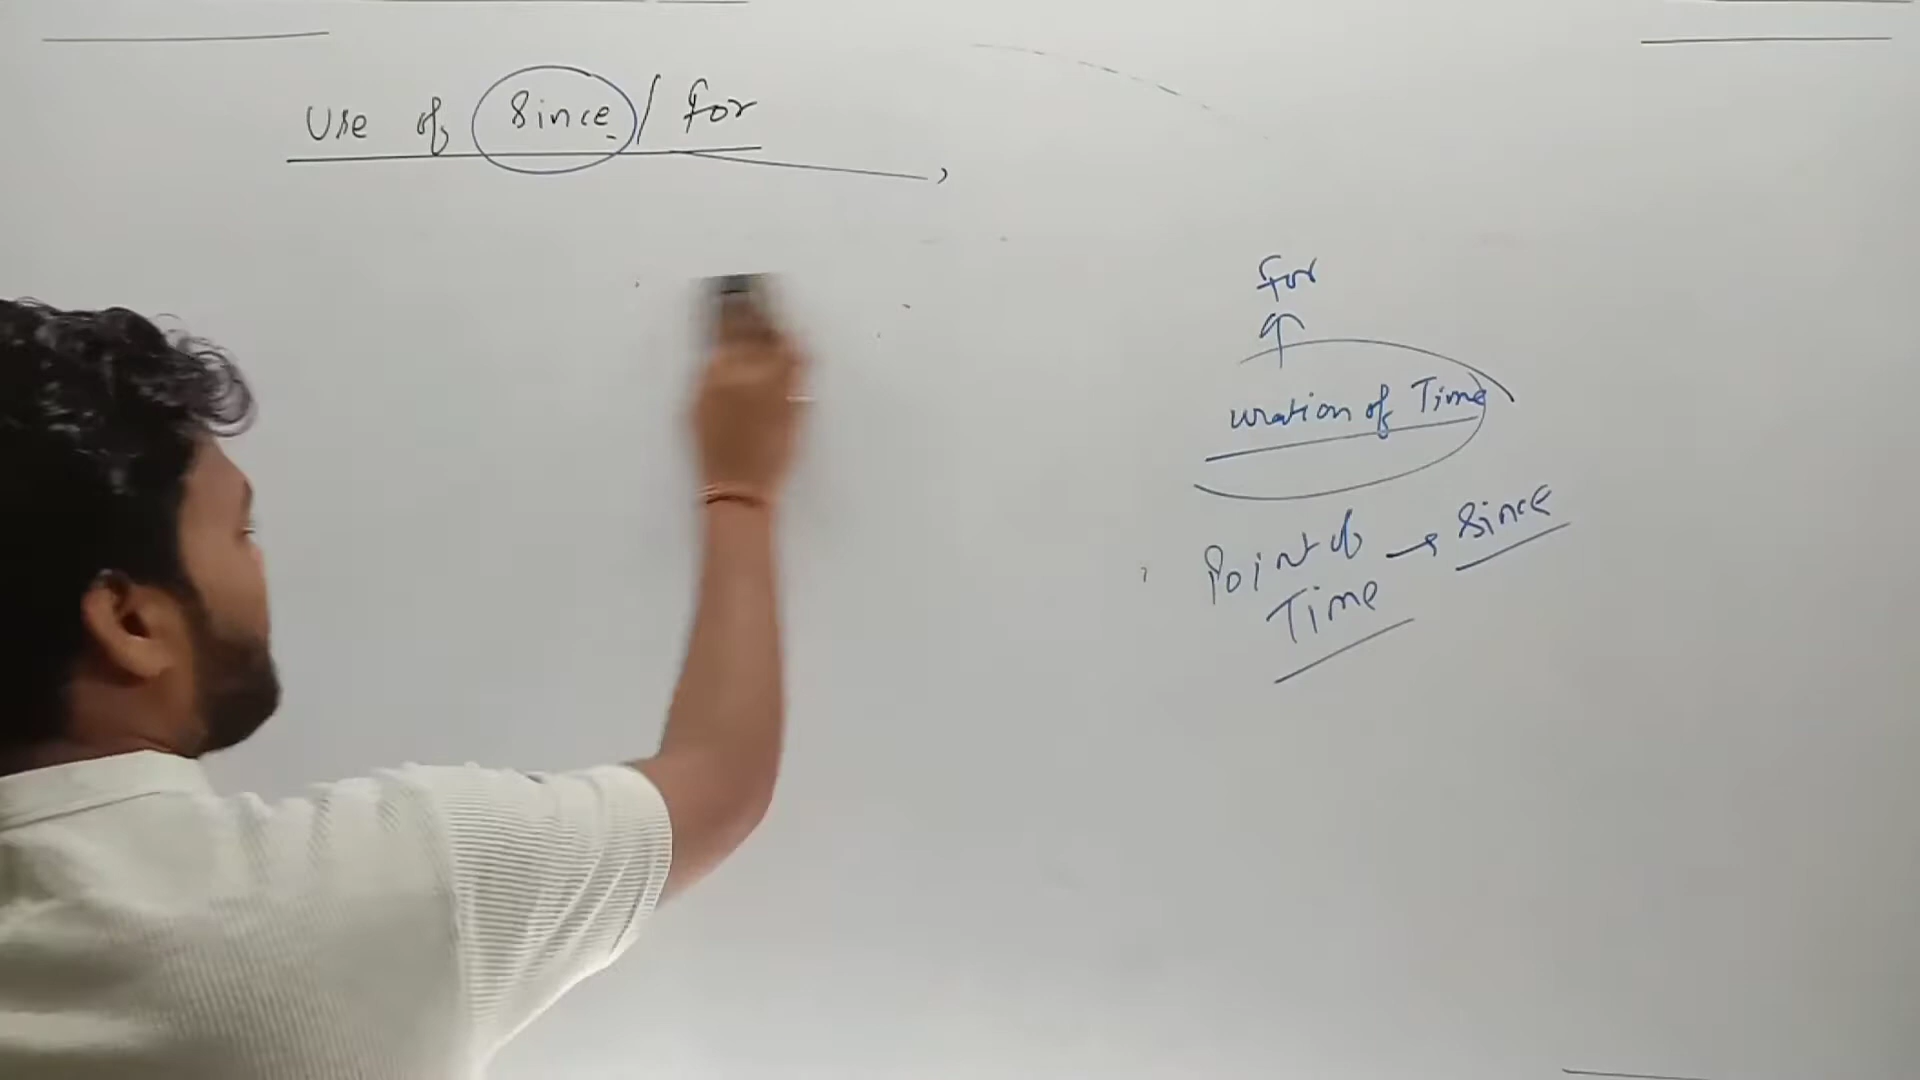 Use of Since / for
for
uration of Time
Point of → Since
Time